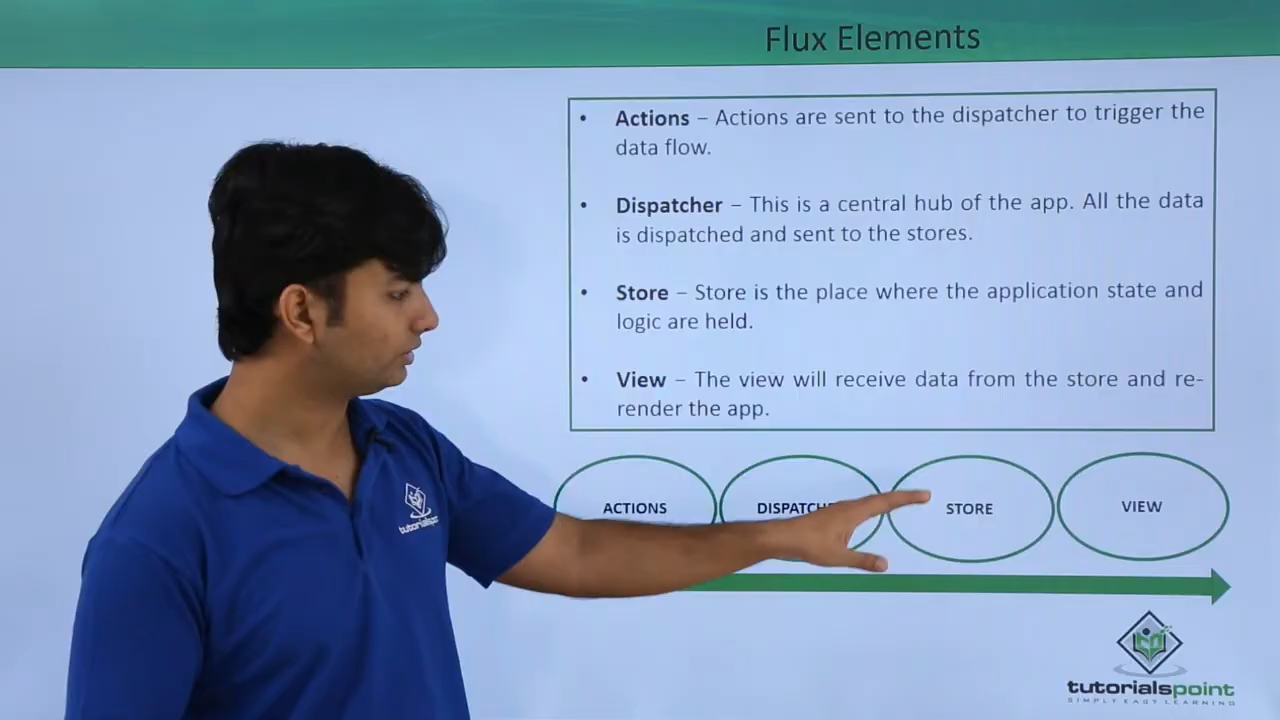 Flux Elements
• Actions – Actions are sent to the dispatcher to trigger the
data flow.
• Dispatcher – This is a central hub of the app. All the data
is dispatched and sent to the stores.
• Store – Store is the place where the application state and
logic are held.
• View – The view will receive data from the store and re-
render the app.
ACTIONS
DISPATCHE
STORE
VIEW
tutorialspoint
tutorialspoint
SIMPLY EASY LEARNING